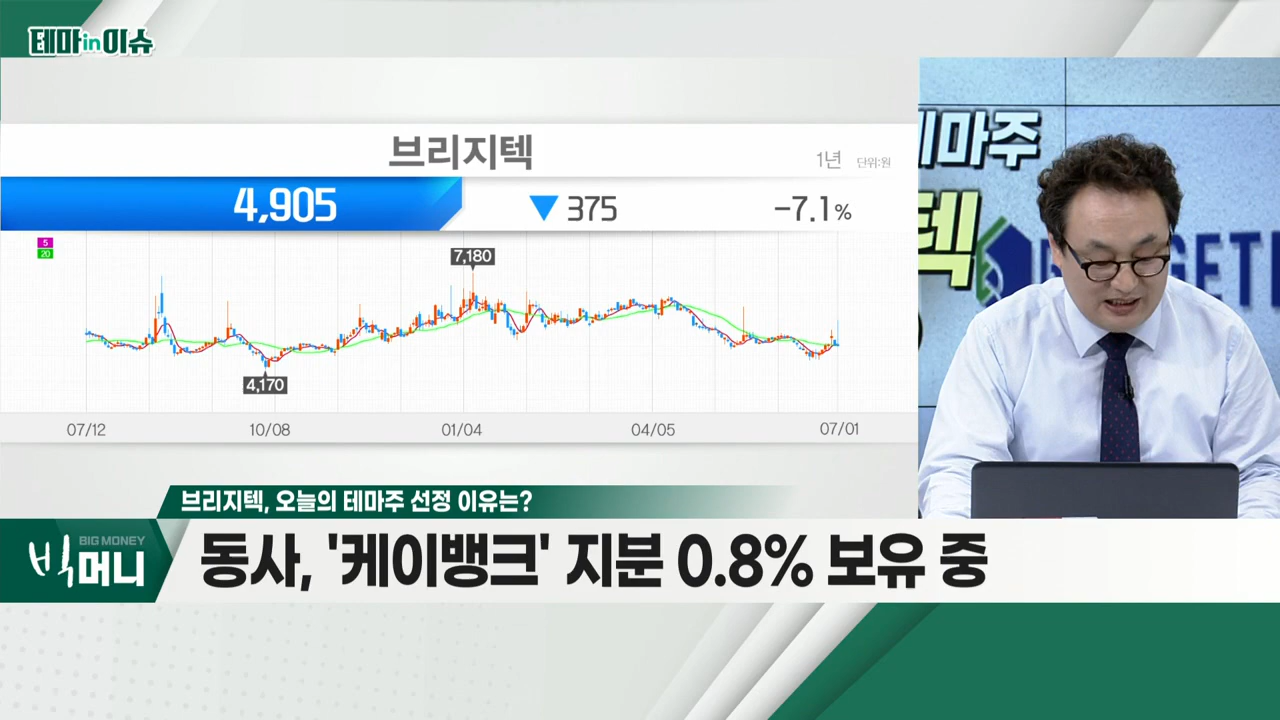 테마in이슈
브리지텍
1년 단위:원
4,905 ▼375 -7.1%
5
20
7,180
4,170
07/12 10/08 01/04 04/05 07/01
테마주
텍
브리지텍, 오늘의 테마주 선정 이유는?
BIG MONEY
빅머니
동사, '케이뱅크' 지분 0.8% 보유 중